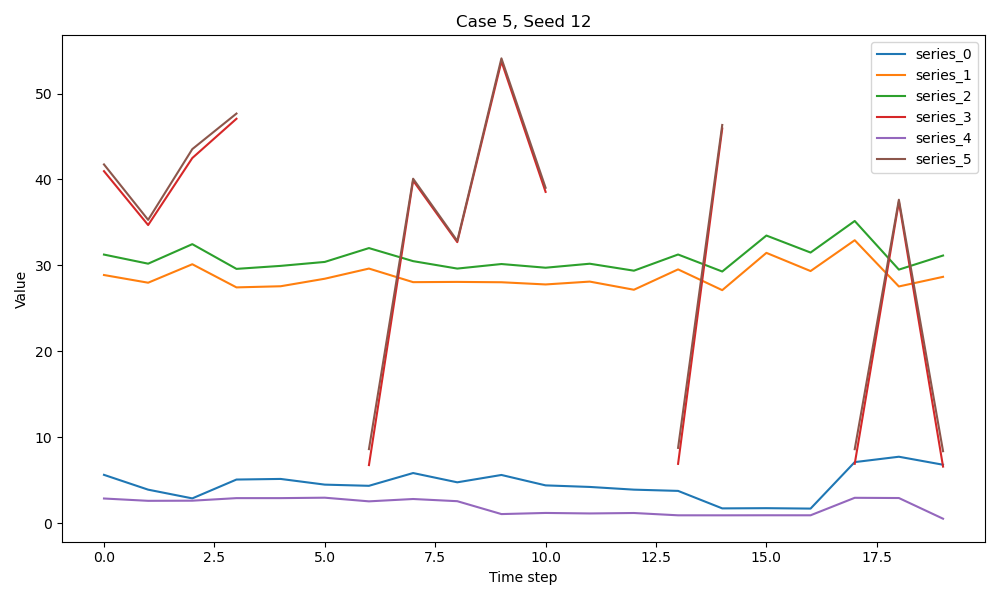 Case 5, Seed 12
series_0
series_1
series_2
series_3
series_4
series_5
Value
50
40
30
20
10
0
0.0 2.5 5.0 7.5 10.0 12.5 15.0 17.5
Time step